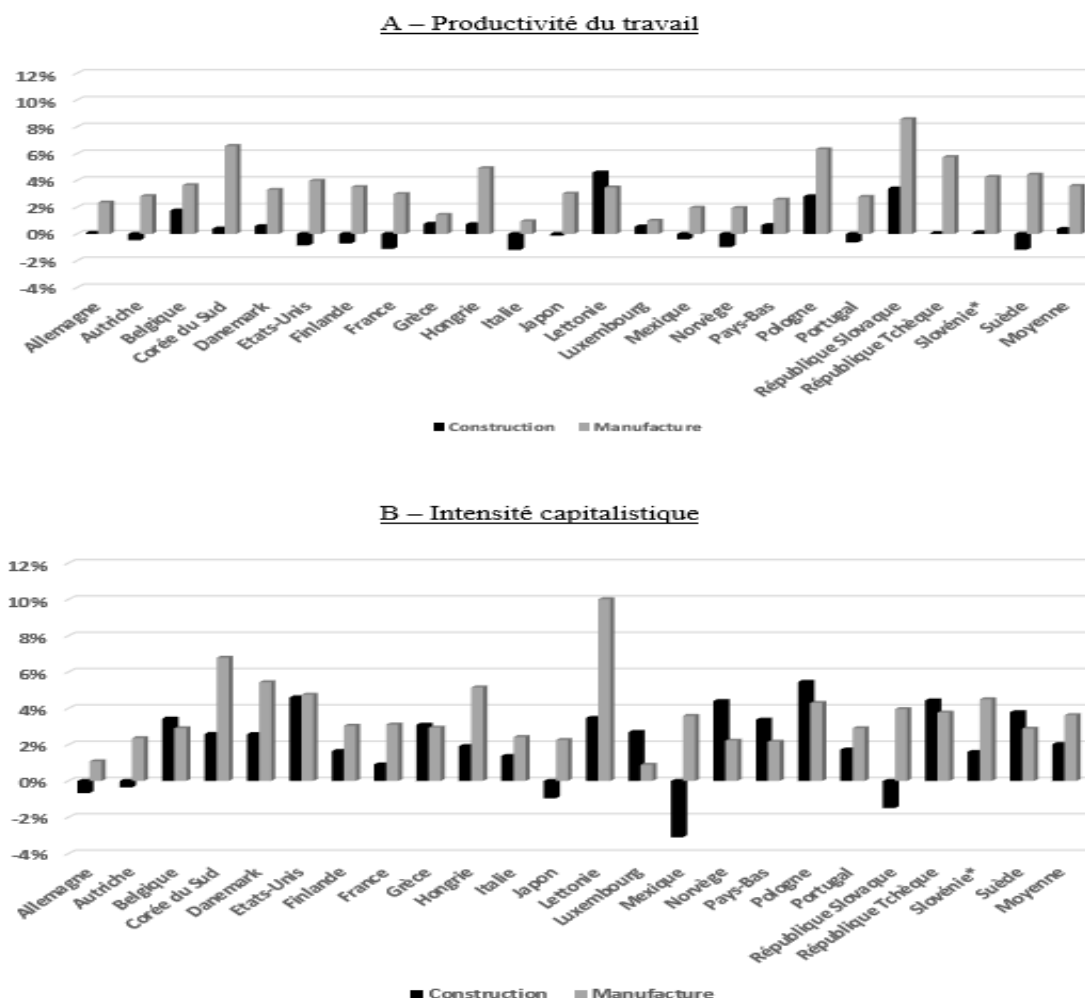 A – Productivité du travail
12%
10%
8%
6%
4%
2%
0%
-2%
-4%
Allemagne
Autriche
Belgique
Corée du Sud
Danemark
Etats-Unis
Finlande
France
Grèce
Hongrie
Italie
Japon
Lettonie
Luxembourg
Mexique
Norvège
Pays-Bas
Pologne
Portugal
République Slovaque
République Tchèque
Slovénie*
Suède
Moyenne
Construction Manufacture
B – Intensité capitalistique
12%
10%
8%
6%
4%
2%
0%
-2%
-4%
Allemagne
Autriche
Belgique
Corée du Sud
Danemark
Etats-Unis
Finlande
France
Grèce
Hongrie
Italie
Japon
Lettonie
Luxembourg
Mexique
Norvège
Pays-Bas
Pologne
Portugal
République Slovaque
République Tchèque
Slovénie*
Suède
Moyenne
Construction Manufacture